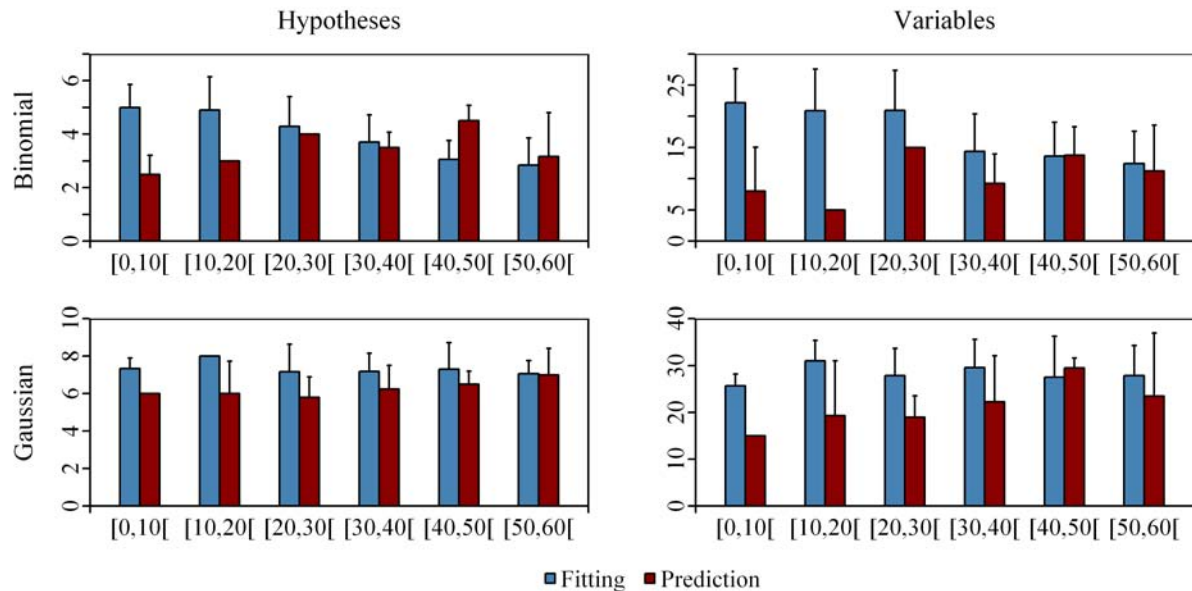 Hypotheses Variables
Binomial
0 2 4 6
5 15 25
0
[0,10[ [10,20[ [20,30[ [30,40[ [40,50[ [50,60[
[0,10[ [10,20[ [20,30[ [30,40[ [40,50[ [50,60[
Gaussian
0 2 4 6 8 10
0 10 20 30 40
[0,10[ [10,20[ [20,30[ [30,40[ [40,50[ [50,60[
[0,10[ [10,20[ [20,30[ [30,40[ [40,50[ [50,60[
Fitting Prediction